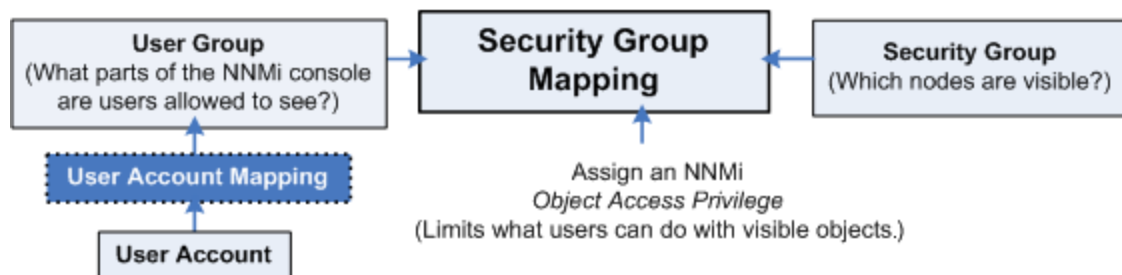 User Group
(What parts of the NNMi console
are users allowed to see?)
User Account Mapping
User Account
Security Group
Mapping
Assign an NNMi
Object Access Privilege
(Limits what users can do with visible objects.)
Security Group
(Which nodes are visible?)